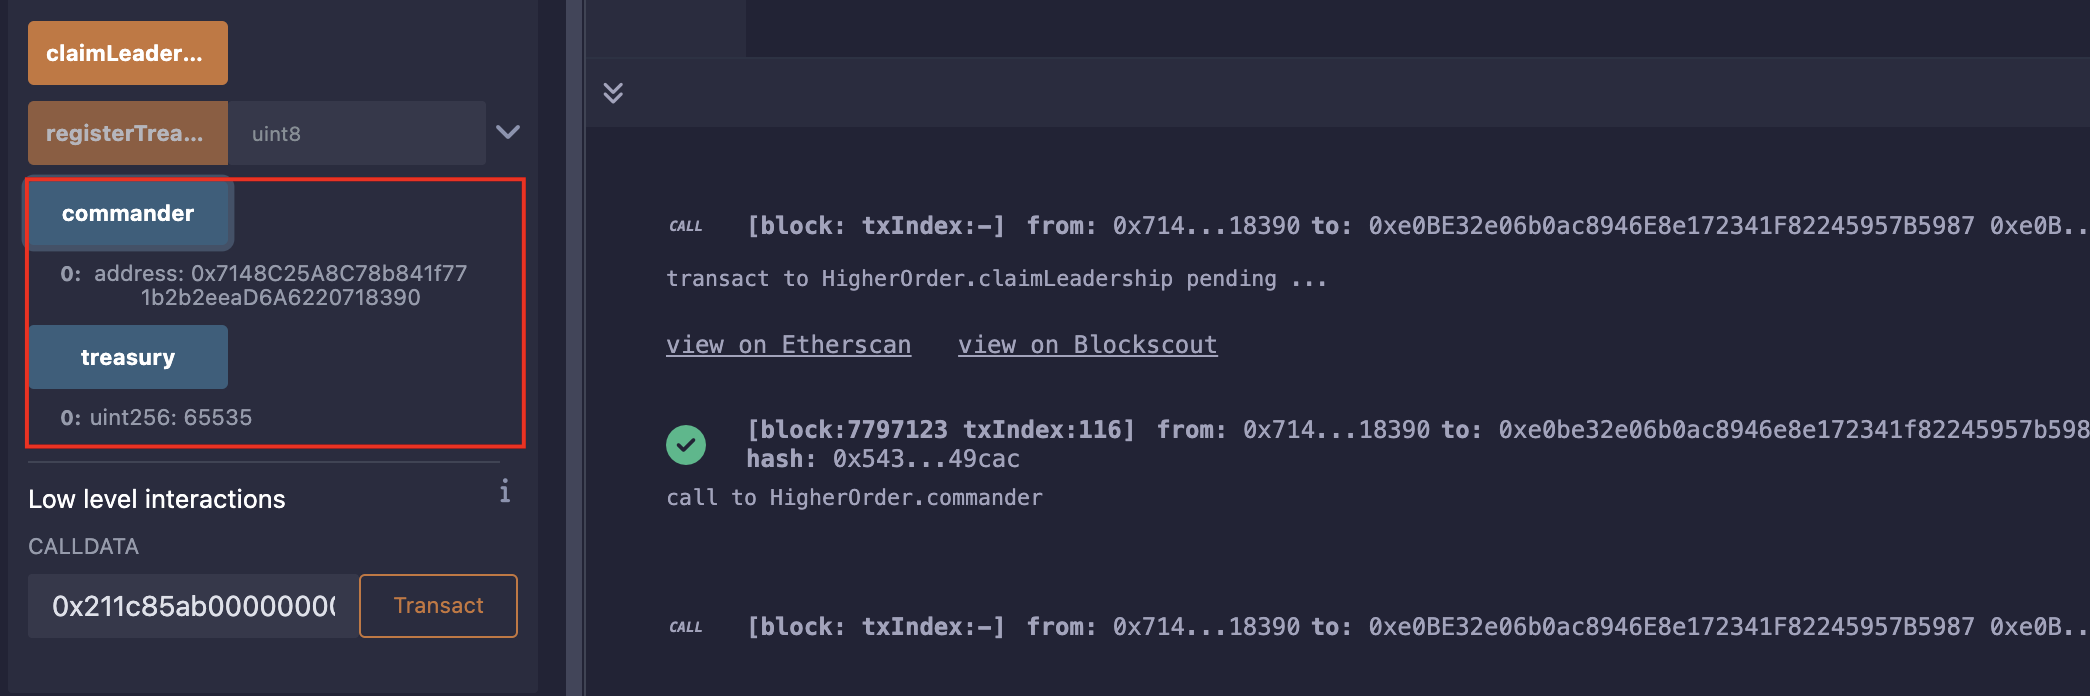 claimLeader...
registerTrea...
uint8
commander
0: address: 0x7148C25A8C78b841f77
1b2b2eeaD6A6220718390
treasury
0: uint256: 65535
Low level interactions
i
CALLDATA
0x211c85ab0000000(
Transact
CALL [block: txIndex:-] from: 0x714...18390 to: 0xe0BE32e06b0ac8946E8e172341F82245957B5987 0xe0B..
transact to HigherOrder.claimLeadership pending ...
view on Etherscan view on Blockscout
[block:7797123 txIndex:116] from: 0x714...18390 to: 0xe0be32e06b0ac8946e8e172341f82245957b598
hash: 0x543...49cac
call to HigherOrder.commander
CALL [block: txIndex:-] from: 0x714...18390 to: 0xe0BE32e06b0ac8946E8e172341F82245957B5987 0xe0B..